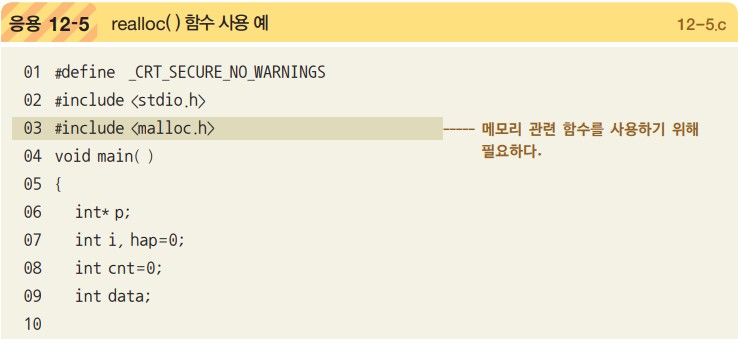 응용 12-5 realloc( ) 함수 사용 예 12-5.c
01 #define _CRT_SECURE_NO_WARNINGS
02 #include <stdio.h>
03 #include <malloc.h> ----- 메모리 관련 함수를 사용하기 위해
필요하다.
04 void main( )
05 {
06 int* p;
07 int i, hap=0;
08 int cnt=0;
09 int data;
10